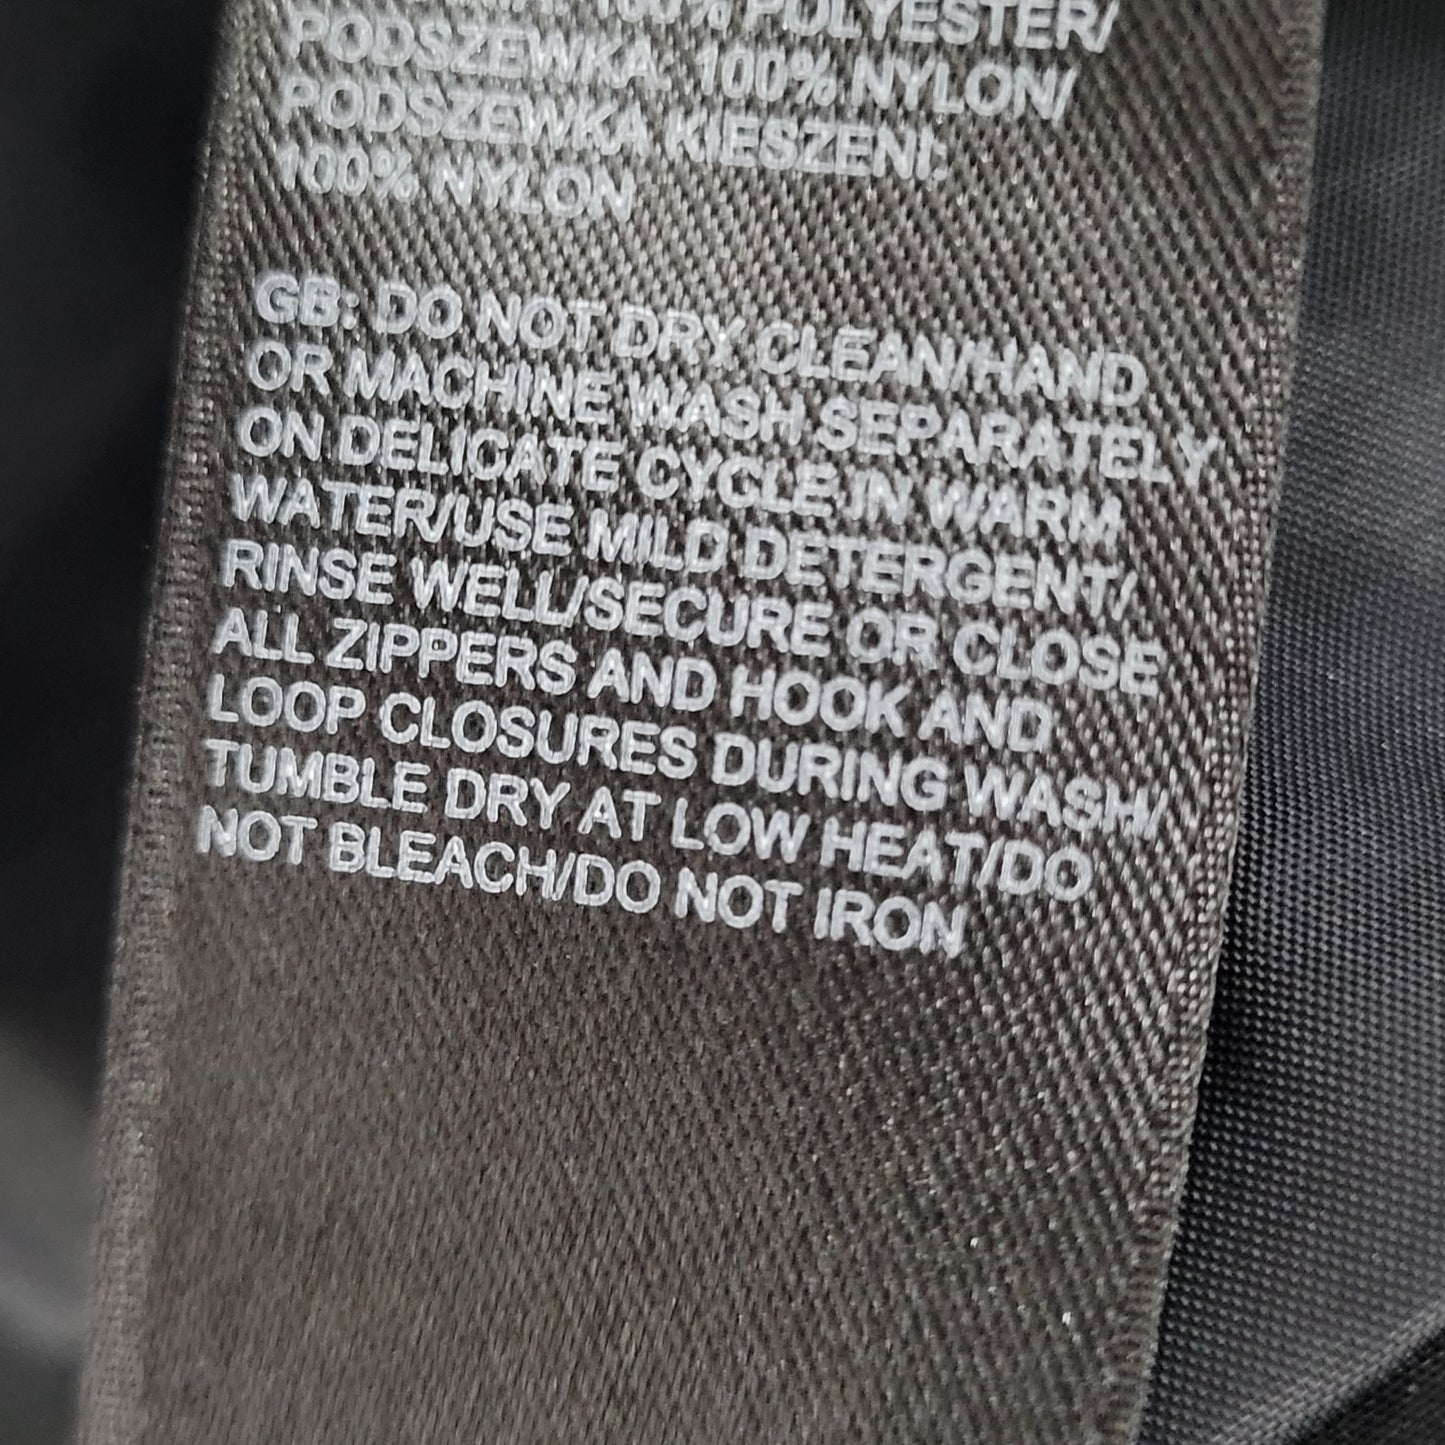 100% POLYESTER/
PODSZEWKA: 100% NYLON/
PODSZEWKA KIESZENI:
100% NYLON
GB: DO NOT DRY CLEAN/HAND
OR MACHINE WASH SEPARATELY
ON DELICATE CYCLE IN WARM
WATER/USE MILD DETERGENT/
RINSE WELL/SECURE OR CLOSE
ALL ZIPPERS AND HOOK AND
LOOP CLOSURES DURING WASH/
TUMBLE DRY AT LOW HEAT/DO
NOT BLEACH/DO NOT IRON